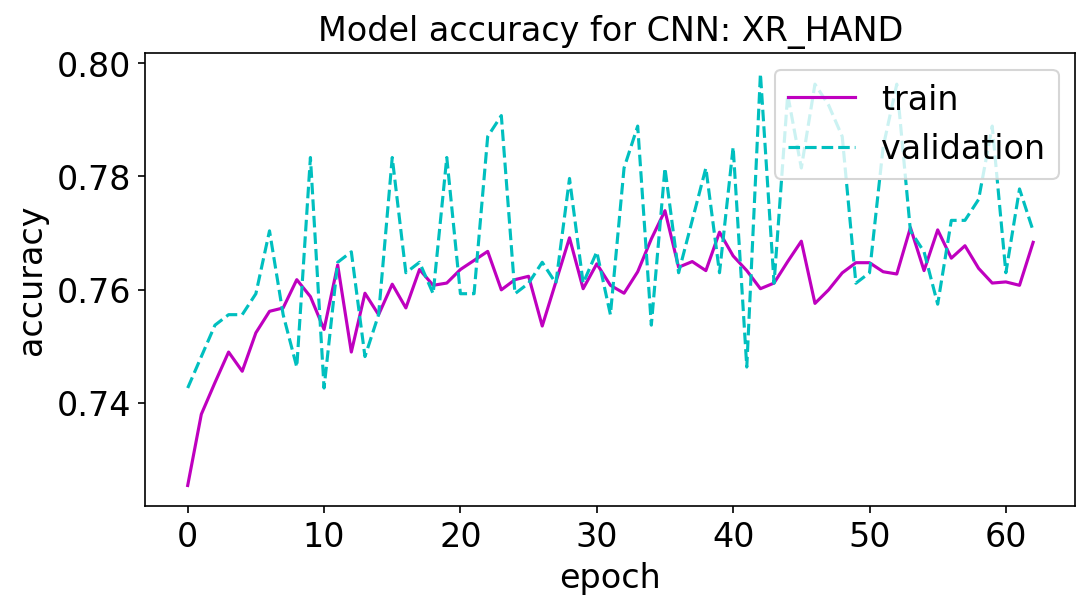 Model accuracy for CNN: XR_HAND
0.80
0.78
0.76
0.74
accuracy
train
validation
0 10 20 30 40 50 60
epoch